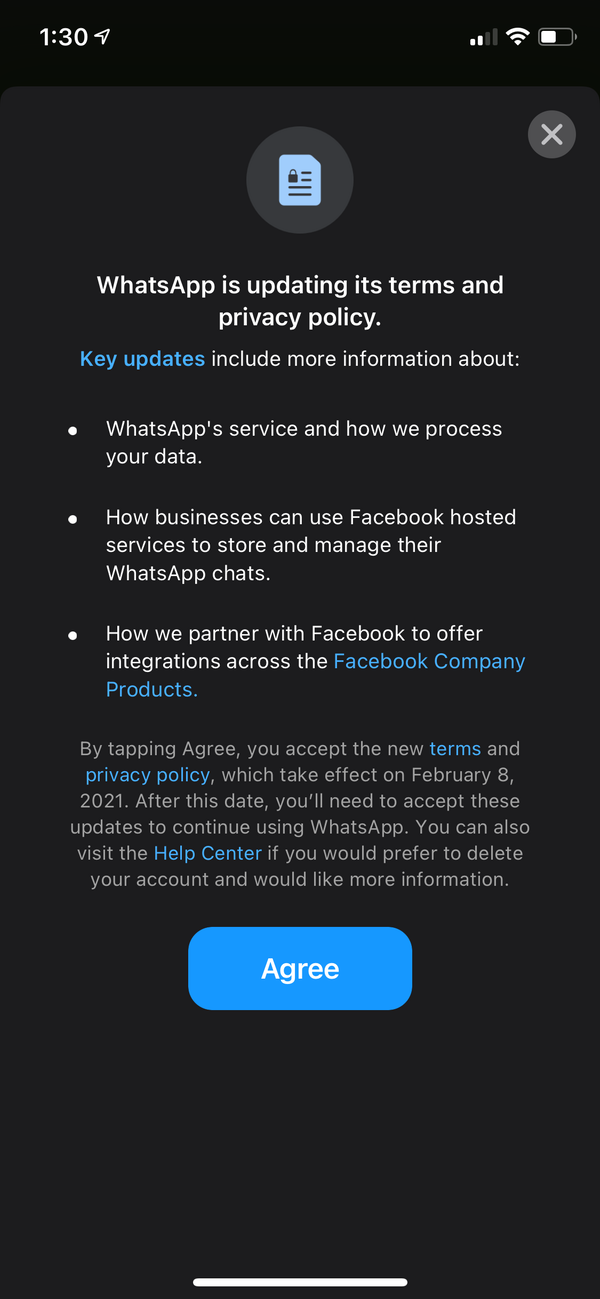 1:30
WhatsApp is updating its terms and
privacy policy.
Key updates include more information about:
• WhatsApp's service and how we process
your data.
• How businesses can use Facebook hosted
services to store and manage their
WhatsApp chats.
• How we partner with Facebook to offer
integrations across the Facebook Company
Products.
By tapping Agree, you accept the new terms and
privacy policy, which take effect on February 8,
2021. After this date, you’ll need to accept these
updates to continue using WhatsApp. You can also
visit the Help Center if you would prefer to delete
your account and would like more information.
Agree